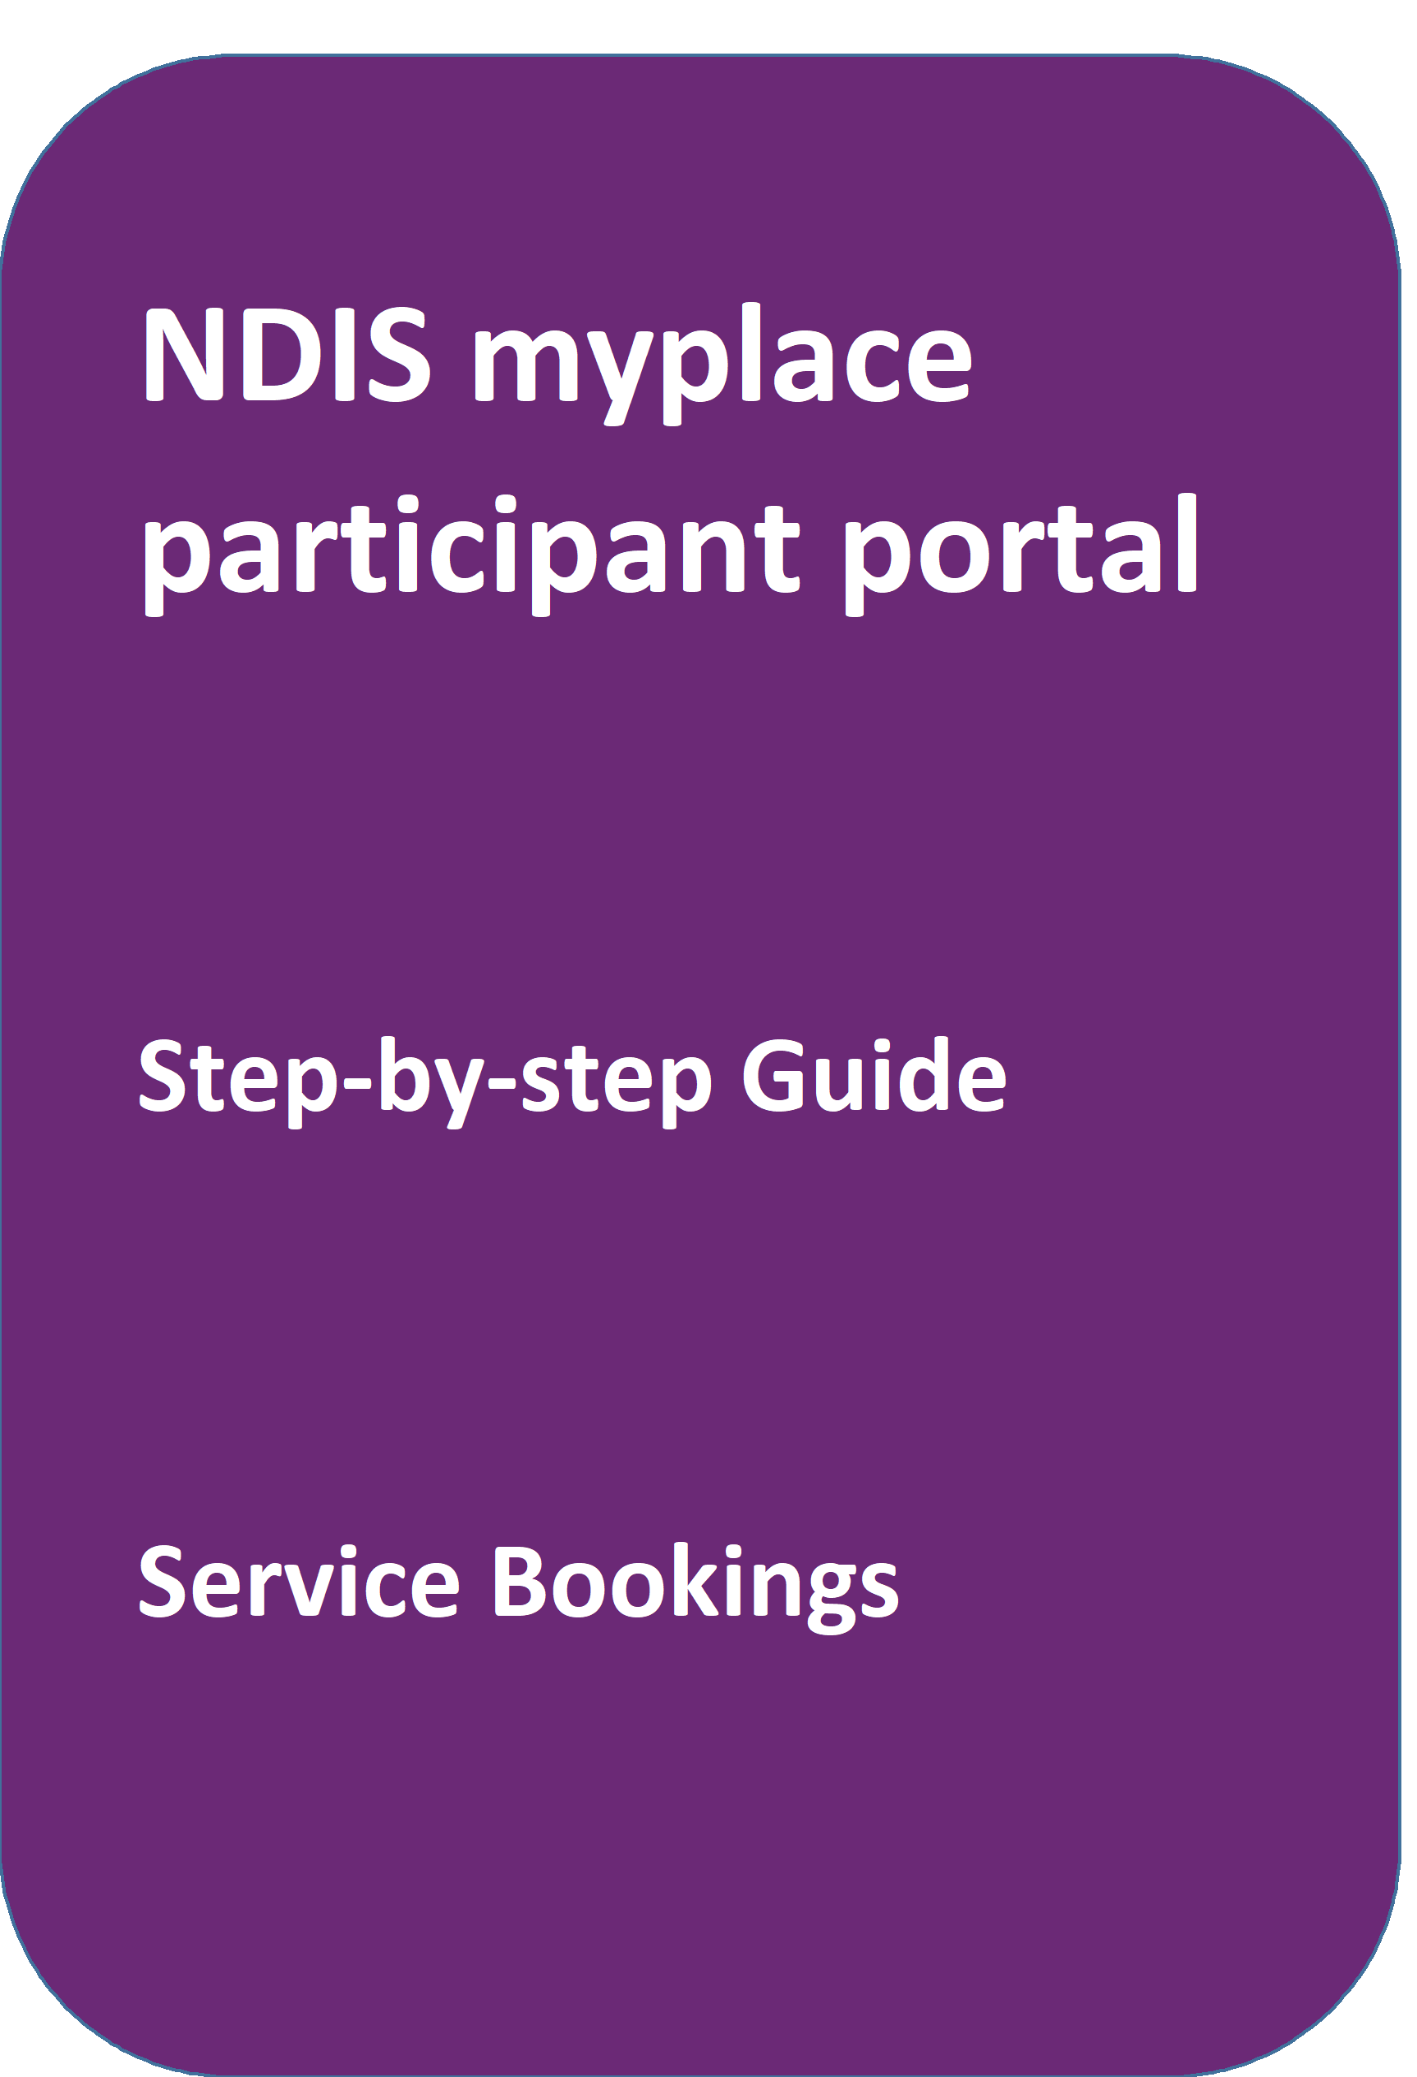 NDIS myplace
participant portal
Step-by-step Guide
Service Bookings